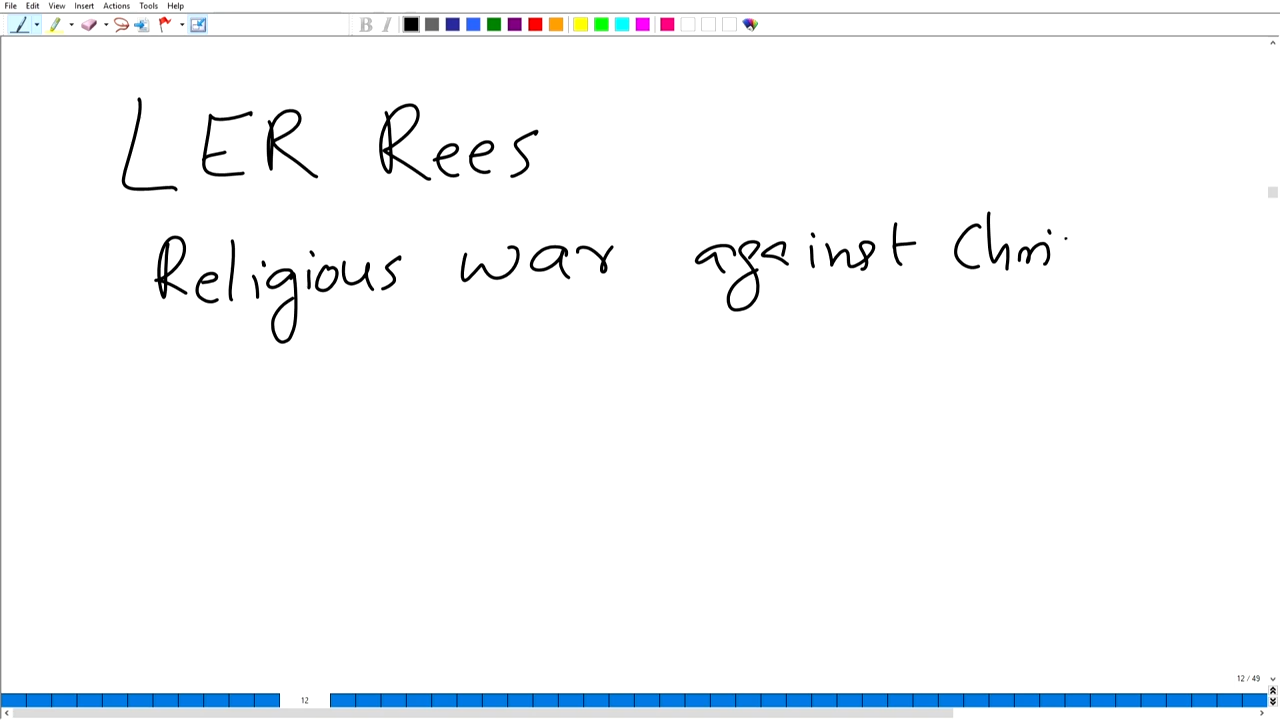 File Edit View Insert Actions Tools Help
B I
LER Rees
Religious war against Chri
12 / 49
12